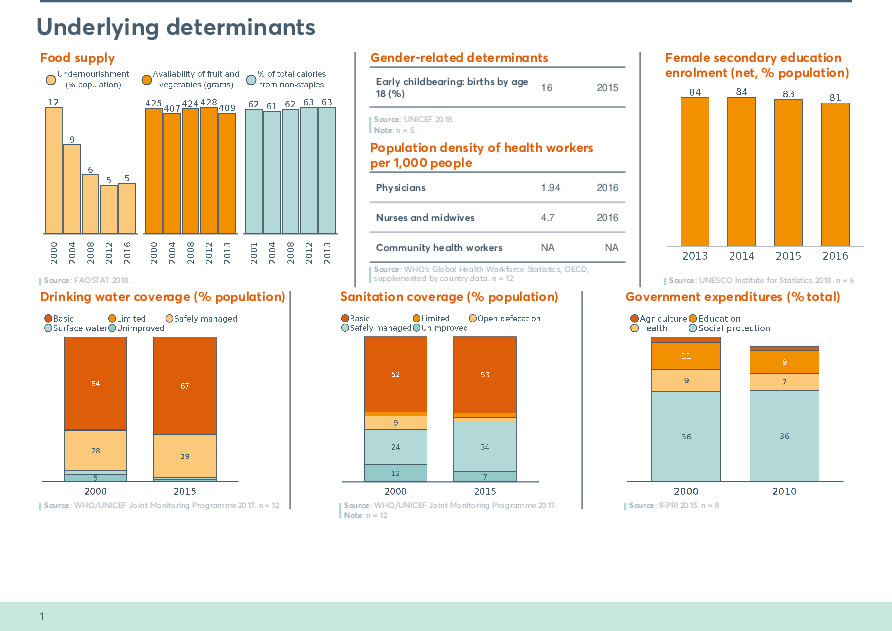 Underlying determinants
Food supply
Undernourishment (% population)
Availability of fruit and vegetables (grams)
% of total calories from non-staples
12 9 6 5 5
425 407 424 428 409
62 61 62 63 63
2000 2004 2008 2012 2016
2000 2004 2008 2012 2013
2001 2004 2008 2012 2013
Source: FAOSTAT 2018.
Gender-related determinants
Early childbearing: births by age 18 (%) 16 2015
Source: UNICEF 2018.
Note: n = 5.
Population density of health workers
per 1,000 people
Physicians 1.94 2016
Nurses and midwives 4.7 2016
Community health workers NA NA
Source: WHO's Global Health Workforce Statistics, OECD,
supplemented by country data. n = 12
Female secondary education
enrolment (net, % population)
84 84 83 81
2013 2014 2015 2016
Source: UNESCO Institute for Statistics 2018. n = 6
Drinking water coverage (% population)
Basic Limited Safely managed
Surface water Unimproved
67
28 29
5
2000 2015
Source: WHO/UNICEF Joint Monitoring Programme 2017. n = 12
Sanitation coverage (% population)
Basic Limited Open defecation
Safely managed Unimproved
52 53
9
24 34
12 7
2000 2015
Source: WHO/UNICEF Joint Monitoring Programme 2017.
Note: n = 12
Government expenditures (% total)
Agriculture Education
Health Social protection
11 9
9 7
36 36
2000 2010
Source: IFPRI 2015. n = 8
1